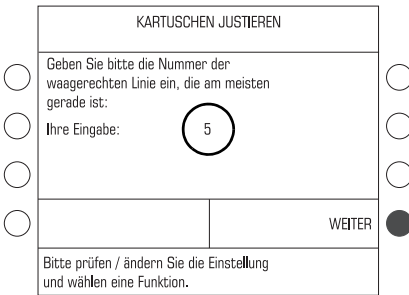 KARTUSCHEN JUSTIEREN
Geben Sie bitte die Nummer der
waagerechten Linie ein, die am meisten
gerade ist:
Ihre Eingabe: 5
WEITER
Bitte prüfen / ändern Sie die Einstellung
und wählen eine Funktion.